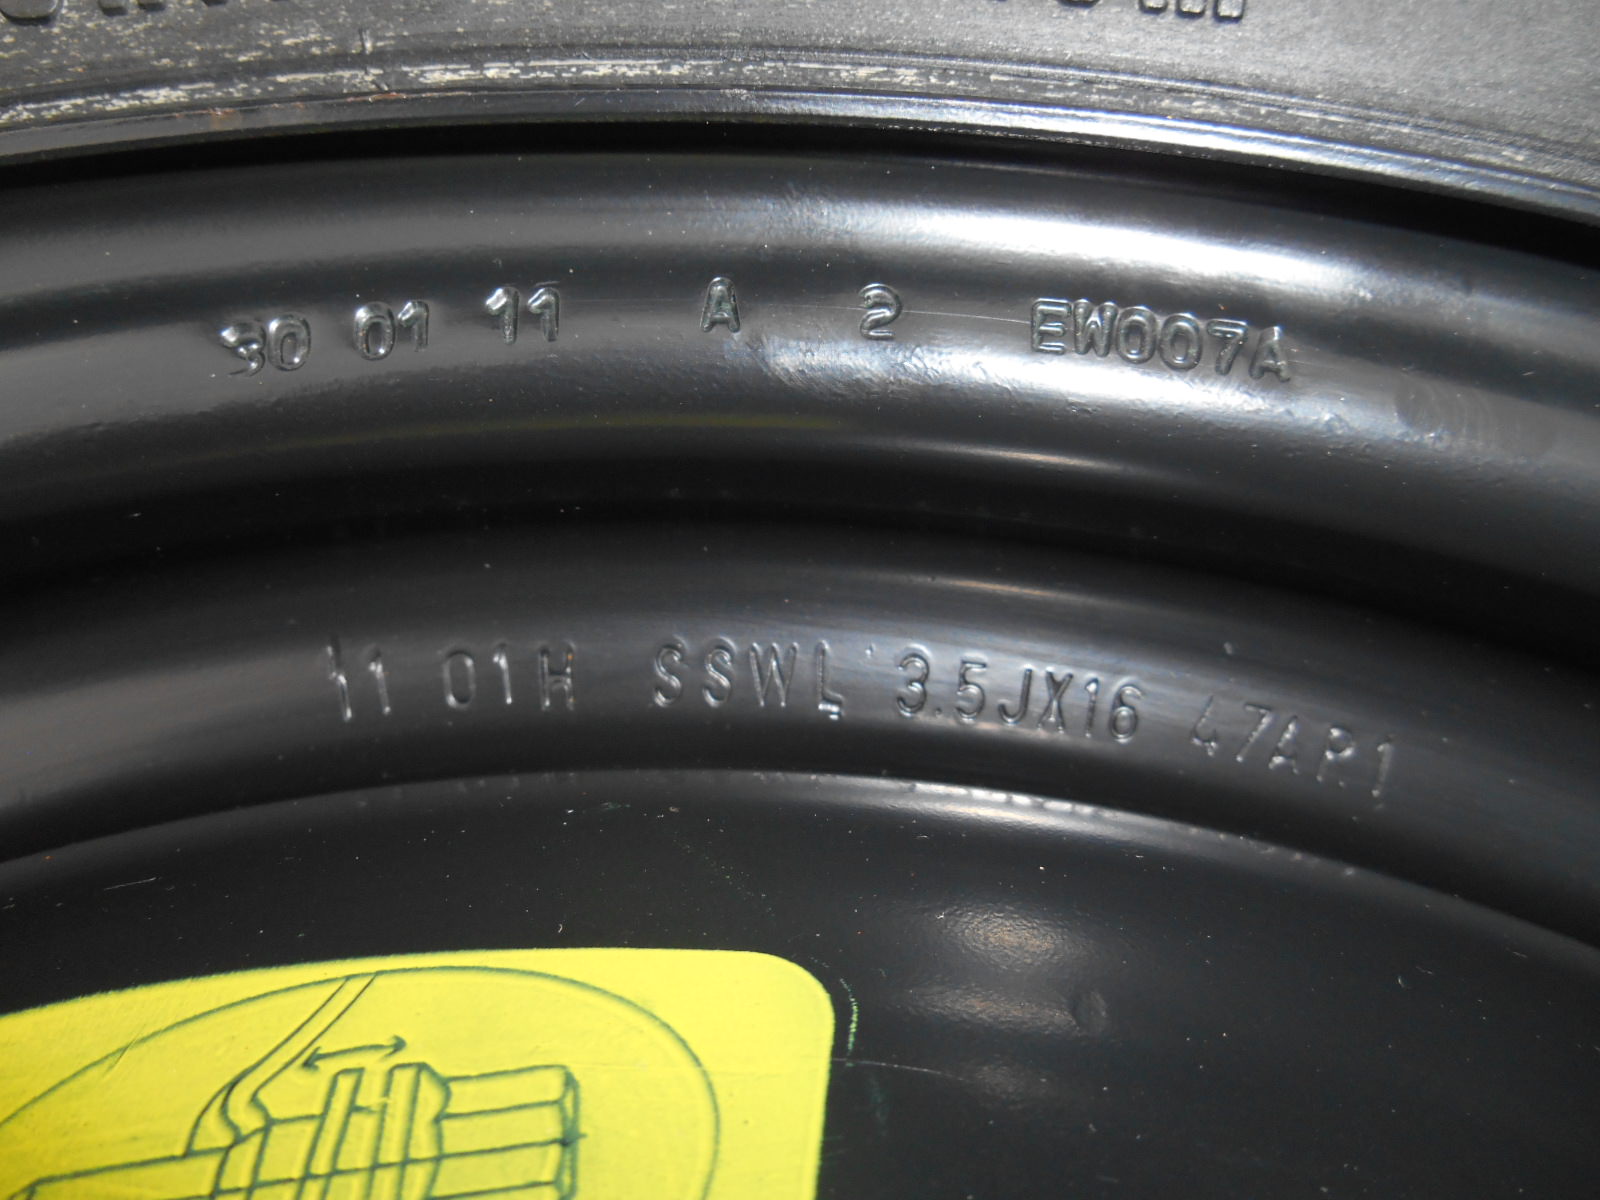 30 01 11 A 2 EW007A
11 01H SSWL 3.5JX16 47AP1